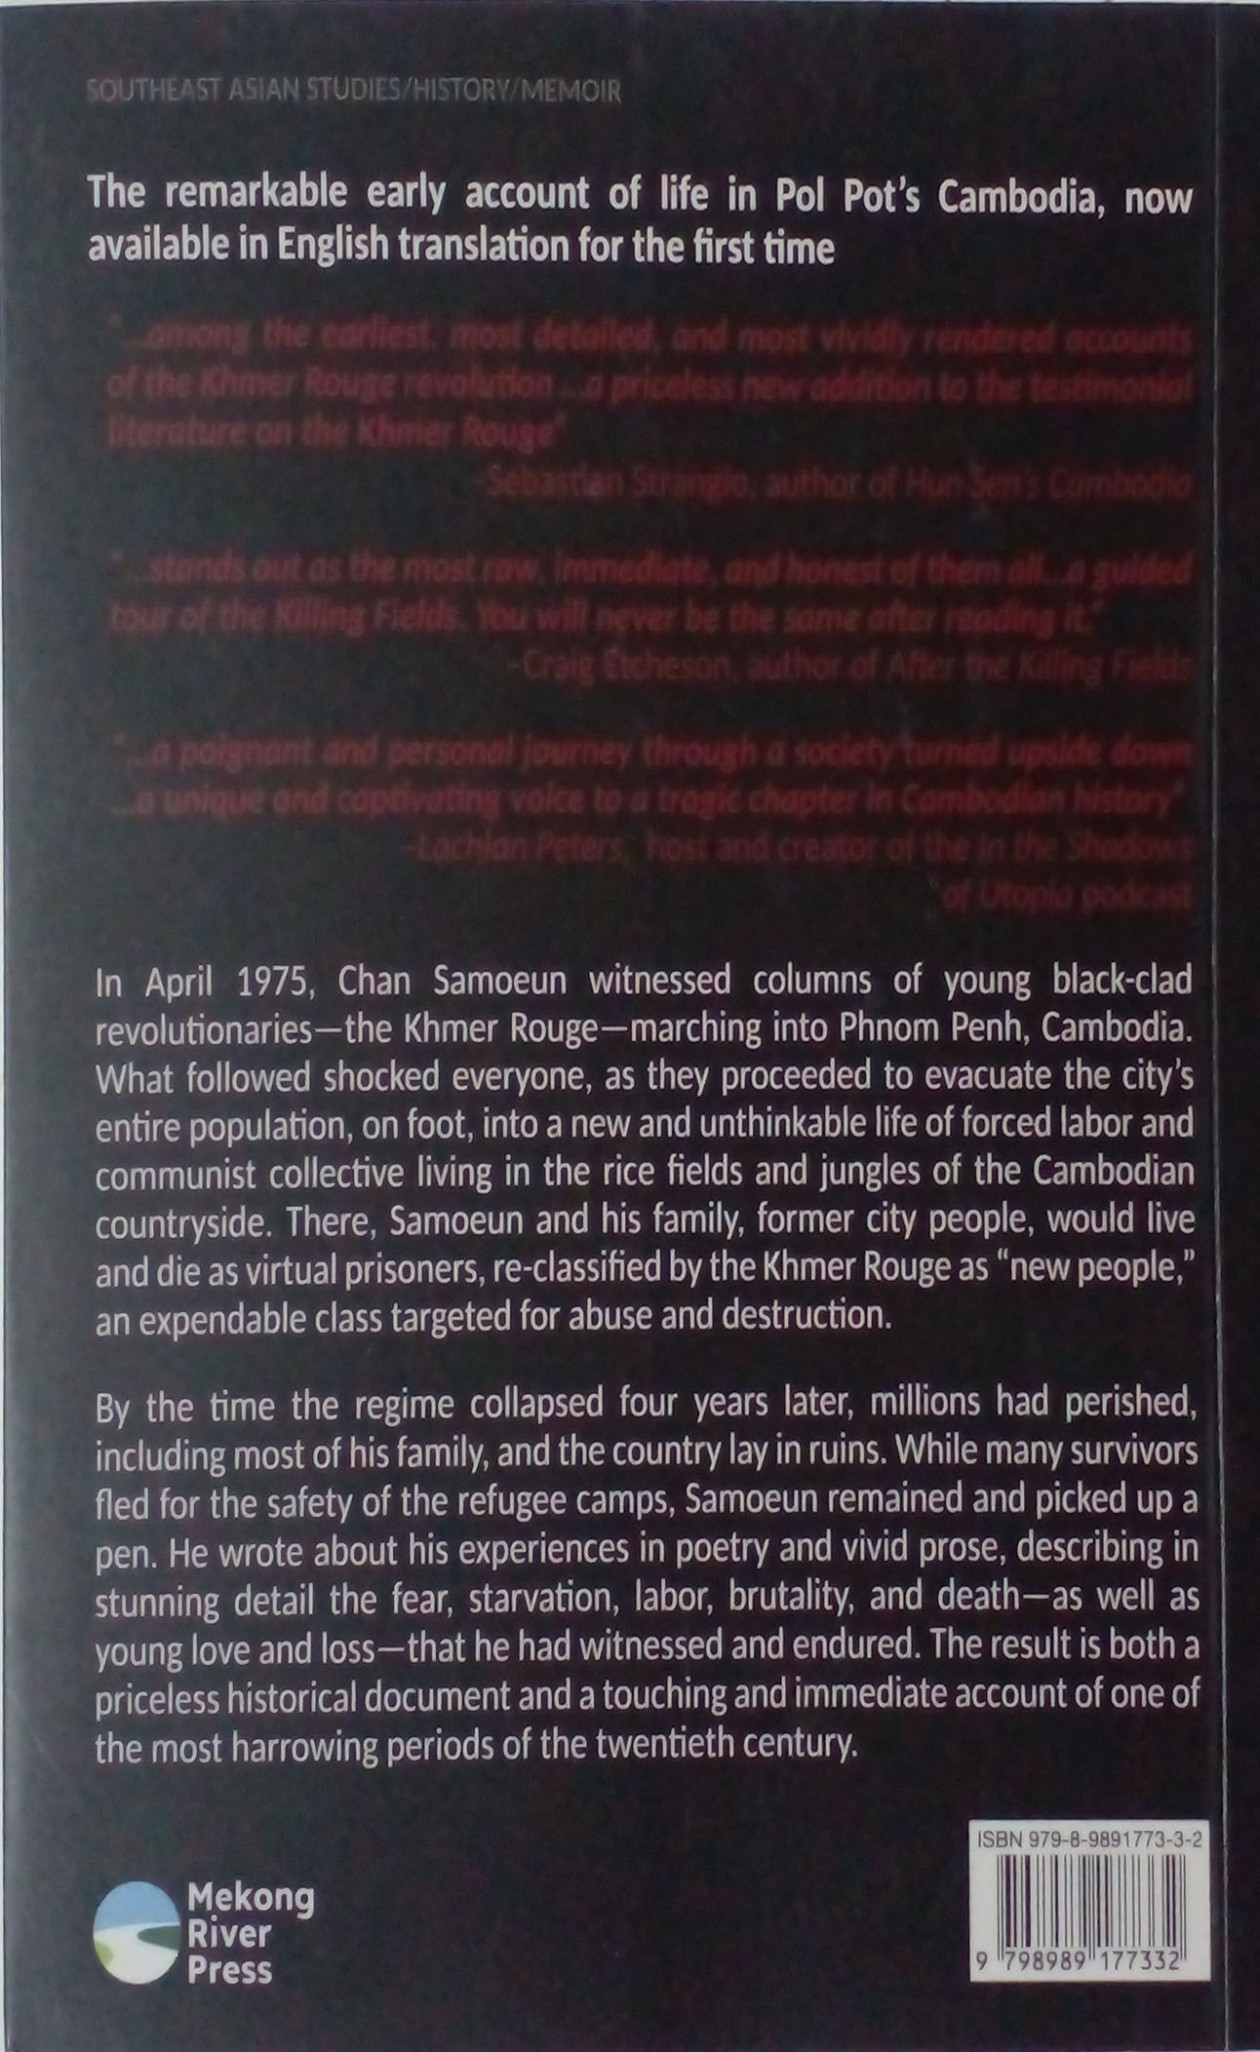 SOUTHEAST ASIAN STUDIES/HISTORY/MEMOIR
The remarkable early account of life in Pol Pot's Cambodia, now
available in English translation for the first time
"...among the earliest, most detailed, and most vividly rendered accounts
of the Khmer Rouge revolution...a priceless new addition to the testimonial
literature on the Khmer Rouge"
-Sebastian Strangio, author of Hun Sen's Cambodia
"...stands out as the most raw, immediate, and honest of them all...a guided
tour of the Killing Fields. You will never be the same after reading it."
-Craig Etcheson, author of After the Killing Fields
"...a poignant and personal journey through a society turned upside down
...a unique and captivating voice to a tragic chapter in Cambodian history"
-Lachlan Peters, host and creator of the In the Shadows
of Utopia podcast
In April 1975, Chan Samoeun witnessed columns of young black-clad
revolutionaries—the Khmer Rouge—marching into Phnom Penh, Cambodia.
What followed shocked everyone, as they proceeded to evacuate the city's
entire population, on foot, into a new and unthinkable life of forced labor and
communist collective living in the rice fields and jungles of the Cambodian
countryside. There, Samoeun and his family, former city people, would live
and die as virtual prisoners, re-classified by the Khmer Rouge as “new people,”
an expendable class targeted for abuse and destruction.
By the time the regime collapsed four years later, millions had perished,
including most of his family, and the country lay in ruins. While many survivors
fled for the safety of the refugee camps, Samoeun remained and picked up a
pen. He wrote about his experiences in poetry and vivid prose, describing in
stunning detail the fear, starvation, labor, brutality, and death—as well as
young love and loss—that he had witnessed and endured. The result is both a
priceless historical document and a touching and immediate account of one of
the most harrowing periods of the twentieth century.
Mekong
River
Press
ISBN 979-8-9891773-3-2
9 798989 177332